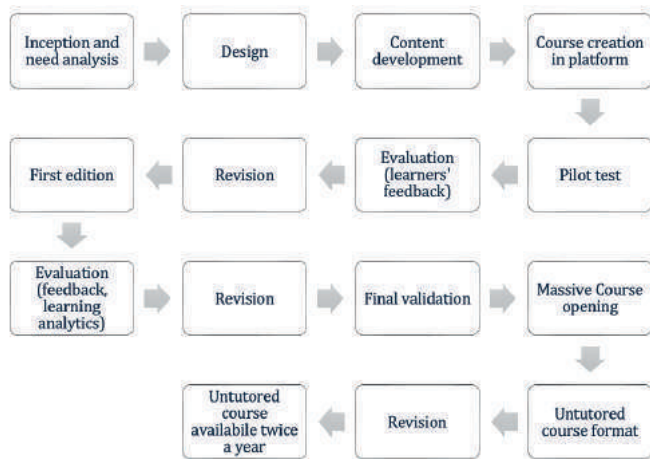 Inception and
need analysis
Design
Content
development
Course creation
in platform
Pilot test
Evaluation
(learners'
feedback)
Revision
First edition
Evaluation
(feedback,
learning
analytics)
Revision
Final validation
Massive Course
opening
Untutored
course format
Revision
Untutored
course
availabile twice
a year